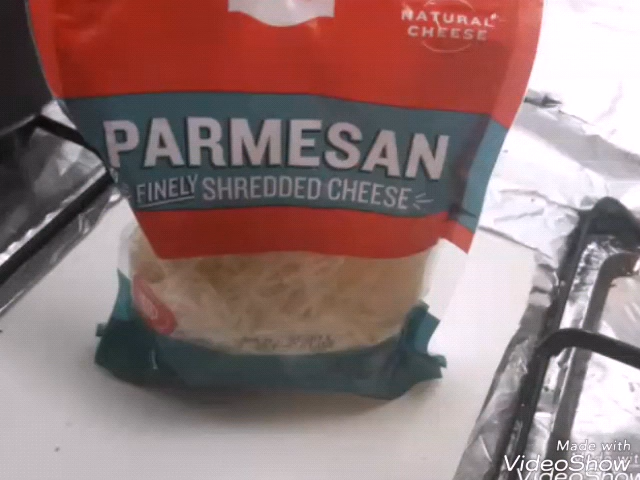 NATURAL*
CHEESE
PARMESAN
FINELY SHREDDED CHEESE
Made with
VideoShow